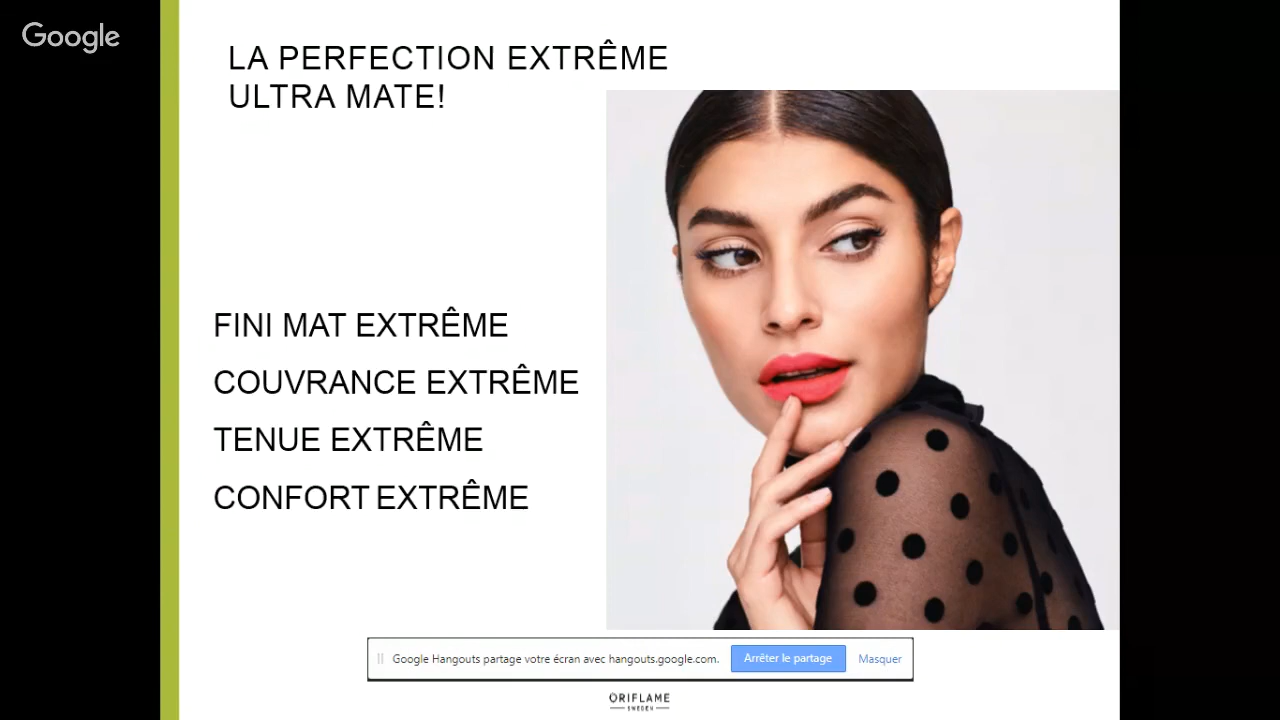 Google
LA PERFECTION EXTRÊME
ULTRA MATE!
FINI MAT EXTRÊME
COUVRANCE EXTRÊME
TENUE EXTRÊME
CONFORT EXTRÊME
Google Hangouts partage votre écran avec hangouts.google.com. Arrêter le partage Masquer
ORIFLAME
SWEDEN